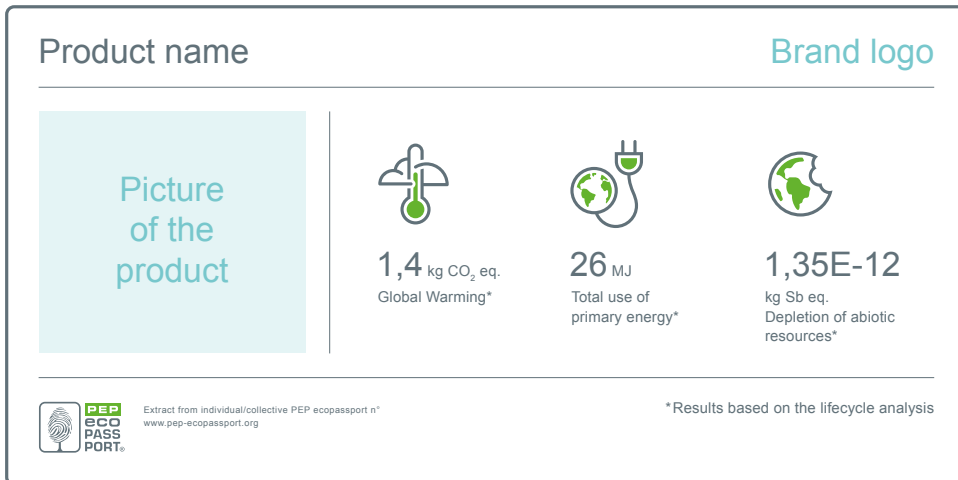 Product name
Brand logo
Picture
of the
product
1,4 kg CO₂ eq.
Global Warming*
26 MJ
Total use of
primary energy*
1,35E-12
kg Sb eq.
Depletion of abiotic
resources*
PEP
eco
PASS
PORT®
Extract from individual/collective PEP ecopassport n°
www.pep-ecopassport.org
*Results based on the lifecycle analysis